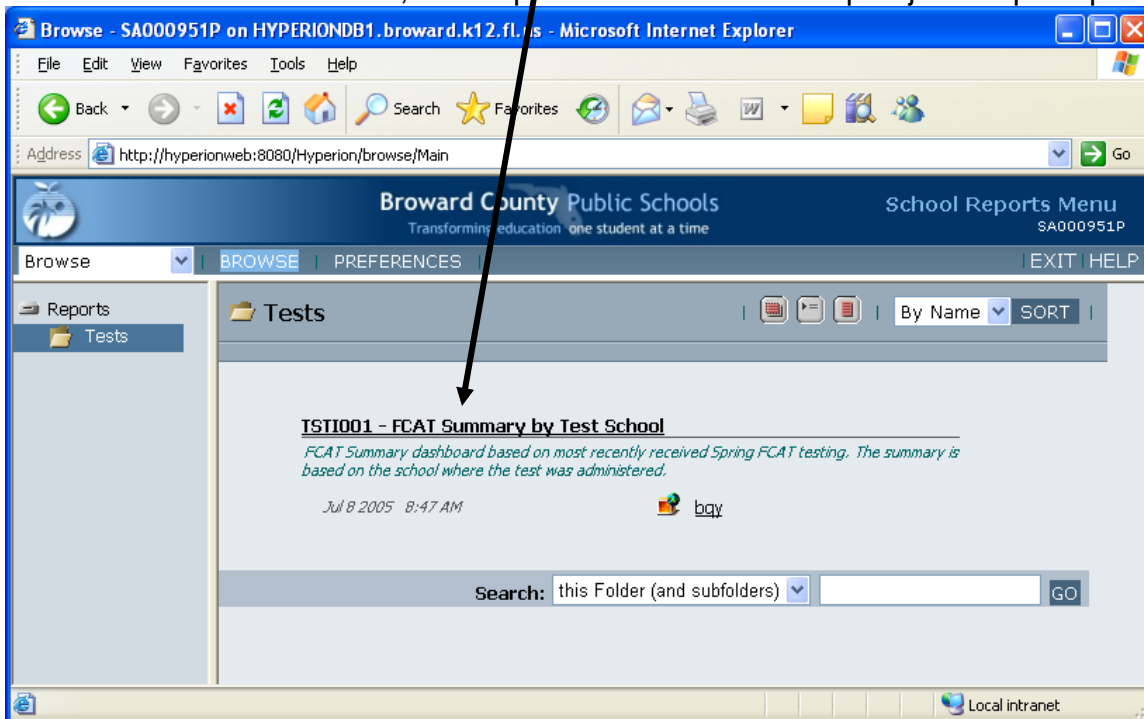 Browse - SA000951P on HYPERIONDB1.broward.k12.fl.us - Microsoft Internet Explorer
File Edit View Favorites Tools Help
Back Search Favorites
Address http://hyperionweb:8080/Hyperion/browse/Main Go
Broward County Public Schools School Reports Menu
Transforming education one student at a time SA000951P
Browse | BROWSE | PREFERENCES | | EXIT | HELP
Reports
Tests
Tests | | By Name SORT |
TSTI001 - FCAT Summary by Test School
FCAT Summary dashboard based on most recently received Spring FCAT testing. The summary is
based on the school where the test was administered.
Jul 8 2005 8:47 AM bqy
Search: this Folder (and subfolders) GO
Local intranet